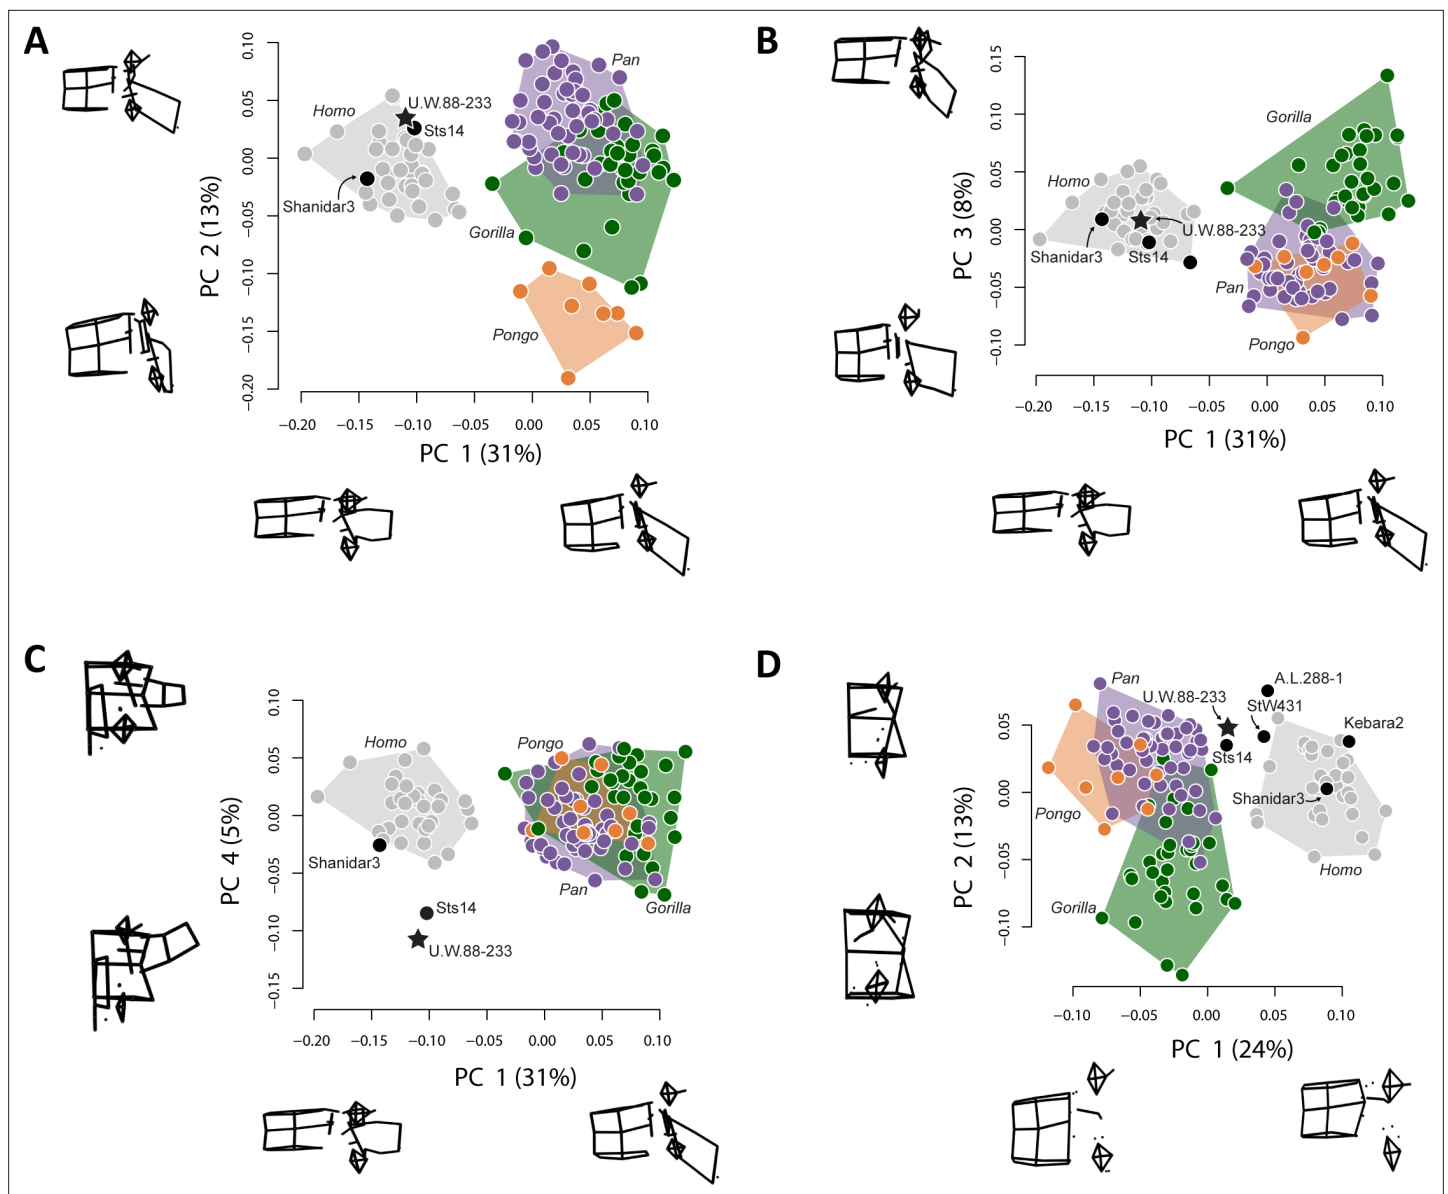 A
Pan
Homo
U.W.88-233
Sts14
Shanidar3
Gorilla
Pongo
PC 2 (13%)
0.10
0.05
0.00
−0.05
−0.10
−0.15
−0.20
−0.20 −0.15 −0.10 −0.05 0.00 0.05 0.10
PC 1 (31%)
B
Gorilla
Homo
U.W.88-233
Shanidar3
Sts14
Pan
Pongo
PC 3 (8%)
0.15
0.10
0.05
0.00
−0.05
−0.10
−0.20 −0.15 −0.10 −0.05 0.00 0.05 0.10
PC 1 (31%)
C
Homo
Pongo
Shanidar3
Pan
Sts14
Gorilla
U.W.88-233
PC 4 (5%)
0.10
0.05
0.00
−0.05
−0.10
−0.15
−0.20 −0.15 −0.10 −0.05 0.00 0.05 0.10
PC 1 (31%)
D
Pan
A.L.288-1
U.W.88-233
StW431
Kebara2
Sts14
Shanidar3
Pongo
Homo
Gorilla
PC 2 (13%)
0.05
0.00
−0.05
−0.10
−0.10 −0.05 0.00 0.05 0.10
PC 1 (24%)